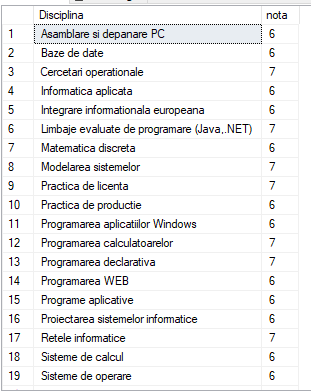 Disciplina nota
1 Asamblare si depanare PC 6
2 Baze de date 6
3 Cercetari operationale 7
4 Informatica aplicata 6
5 Integrare informationala europeana 6
6 Limbaje evaluate de programare (Java,.NET) 7
7 Matematica discreta 6
8 Modelarea sistemelor 7
9 Practica de licenta 7
10 Practica de productie 6
11 Programarea aplicatiilor Windows 6
12 Programarea calculatoarelor 7
13 Programarea declarativa 7
14 Programarea WEB 6
15 Programe aplicative 6
16 Proiectarea sistemelor informatice 6
17 Retele informatice 7
18 Sisteme de calcul 6
19 Sisteme de operare 6